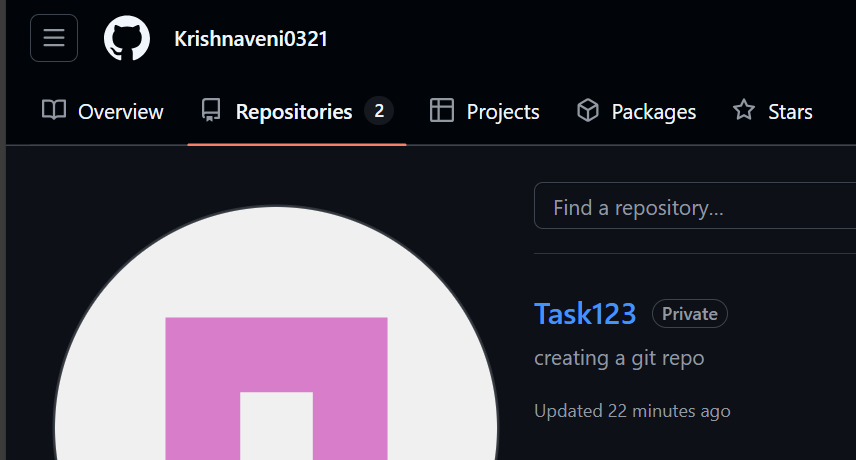 Krishnaveni0321
Overview Repositories 2 Projects Packages Stars
Find a repository...
Task123 Private
creating a git repo
Updated 22 minutes ago